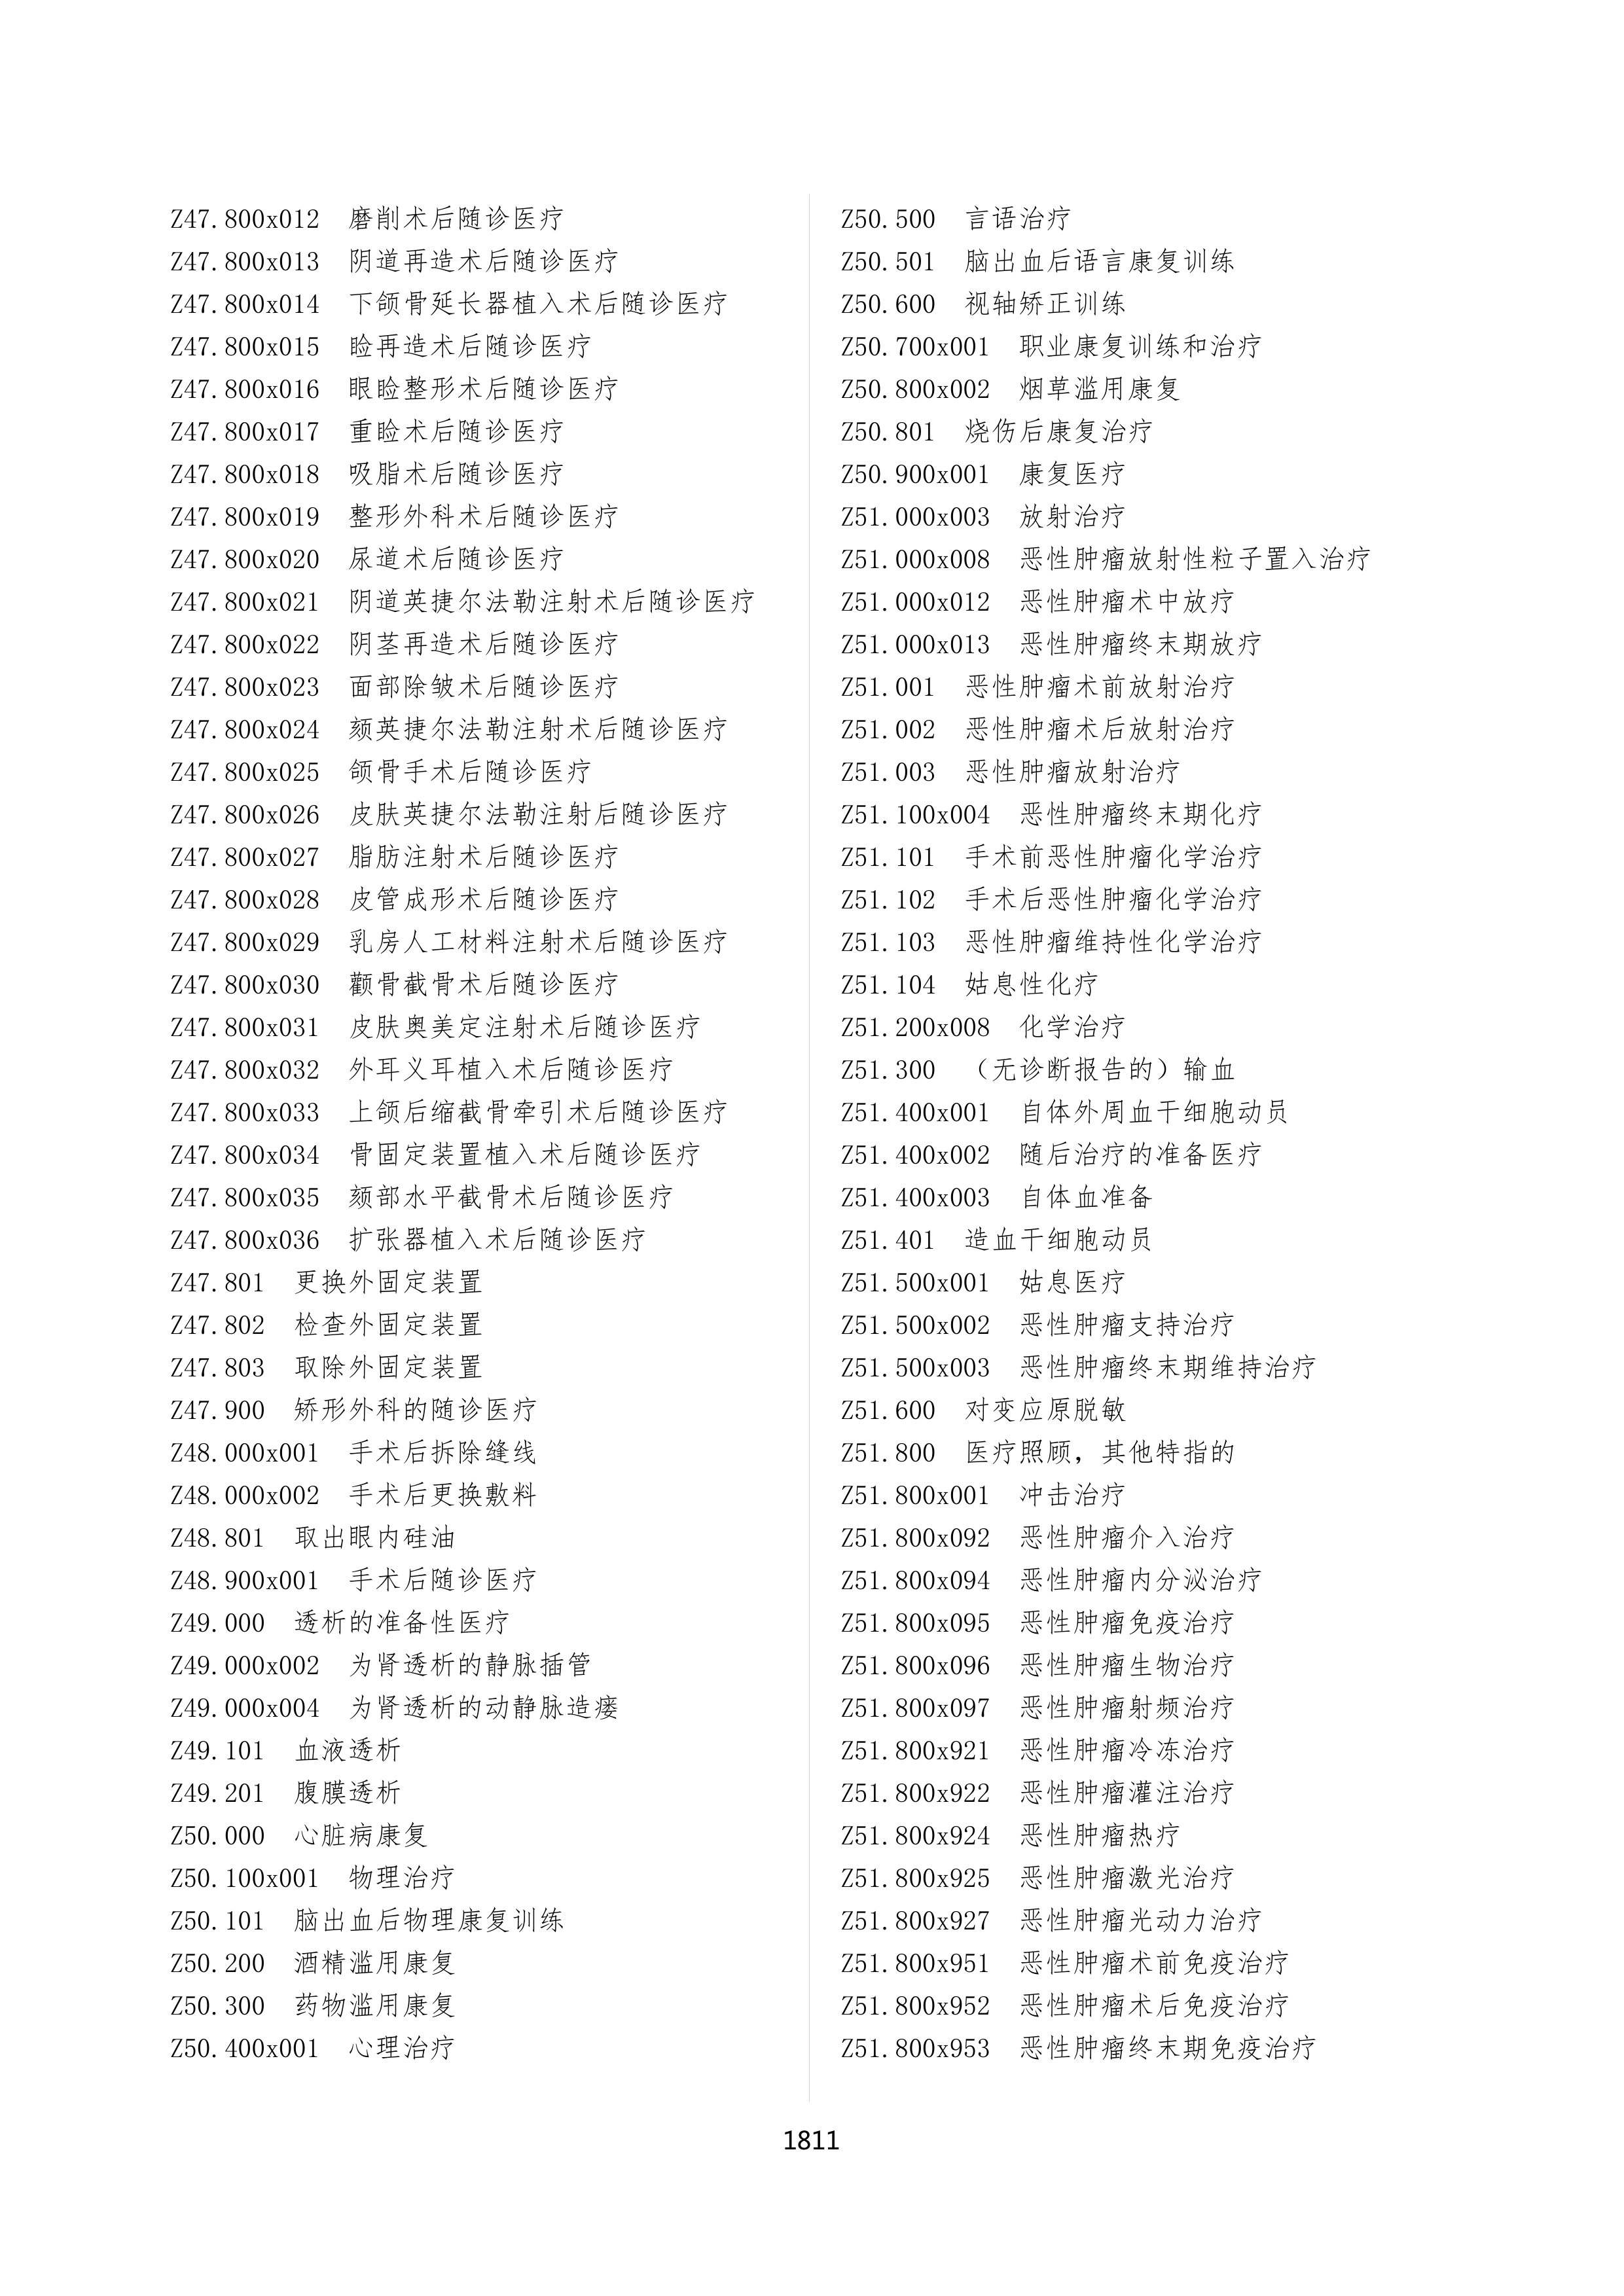 Z47.800x012 磨削术后随诊医疗
Z47.800x013 阴道再造术后随诊医疗
Z47.800x014 下颌骨延长器植入术后随诊医疗
Z47.800x015 睑再造术后随诊医疗
Z47.800x016 眼睑整形术后随诊医疗
Z47.800x017 重睑术后随诊医疗
Z47.800x018 吸脂术后随诊医疗
Z47.800x019 整形外科术后随诊医疗
Z47.800x020 尿道术后随诊医疗
Z47.800x021 阴道英捷尔法勒注射术后随诊医疗
Z47.800x022 阴茎再造术后随诊医疗
Z47.800x023 面部除皱术后随诊医疗
Z47.800x024 颏英捷尔法勒注射术后随诊医疗
Z47.800x025 颌骨手术后随诊医疗
Z47.800x026 皮肤英捷尔法勒注射后随诊医疗
Z47.800x027 脂肪注射术后随诊医疗
Z47.800x028 皮管成形术后随诊医疗
Z47.800x029 乳房人工材料注射术后随诊医疗
Z47.800x030 颧骨截骨术后随诊医疗
Z47.800x031 皮肤奥美定注射术后随诊医疗
Z47.800x032 外耳义耳植入术后随诊医疗
Z47.800x033 上颌后缩截骨牵引术后随诊医疗
Z47.800x034 骨固定装置植入术后随诊医疗
Z47.800x035 颏部水平截骨术后随诊医疗
Z47.800x036 扩张器植入术后随诊医疗
Z47.801 更换外固定装置
Z47.802 检查外固定装置
Z47.803 取除外固定装置
Z47.900 矫形外科的随诊医疗
Z48.000x001 手术后拆除缝线
Z48.000x002 手术后更换敷料
Z48.801 取出眼内硅油
Z48.900x001 手术后随诊医疗
Z49.000 透析的准备性医疗
Z49.000x002 为肾透析的静脉插管
Z49.000x004 为肾透析的动静脉造瘘
Z49.101 血液透析
Z49.201 腹膜透析
Z50.000 心脏病康复
Z50.100x001 物理治疗
Z50.101 脑出血后物理康复训练
Z50.200 酒精滥用康复
Z50.300 药物滥用康复
Z50.400x001 心理治疗
Z50.500 言语治疗
Z50.501 脑出血后语言康复训练
Z50.600 视轴矫正训练
Z50.700x001 职业康复训练和治疗
Z50.800x002 烟草滥用康复
Z50.801 烧伤后康复治疗
Z50.900x001 康复医疗
Z51.000x003 放射治疗
Z51.000x008 恶性肿瘤放射性粒子置入治疗
Z51.000x012 恶性肿瘤术中放疗
Z51.000x013 恶性肿瘤终末期放疗
Z51.001 恶性肿瘤术前放射治疗
Z51.002 恶性肿瘤术后放射治疗
Z51.003 恶性肿瘤放射治疗
Z51.100x004 恶性肿瘤终末期化疗
Z51.101 手术前恶性肿瘤化学治疗
Z51.102 手术后恶性肿瘤化学治疗
Z51.103 恶性肿瘤维持性化学治疗
Z51.104 姑息性化疗
Z51.200x008 化学治疗
Z51.300 （无诊断报告的）输血
Z51.400x001 自体外周血干细胞动员
Z51.400x002 随后治疗的准备医疗
Z51.400x003 自体血准备
Z51.401 造血干细胞动员
Z51.500x001 姑息医疗
Z51.500x002 恶性肿瘤支持治疗
Z51.500x003 恶性肿瘤终末期维持治疗
Z51.600 对变应原脱敏
Z51.800 医疗照顾，其他特指的
Z51.800x001 冲击治疗
Z51.800x092 恶性肿瘤介入治疗
Z51.800x094 恶性肿瘤内分泌治疗
Z51.800x095 恶性肿瘤免疫治疗
Z51.800x096 恶性肿瘤生物治疗
Z51.800x097 恶性肿瘤射频治疗
Z51.800x921 恶性肿瘤冷冻治疗
Z51.800x922 恶性肿瘤灌注治疗
Z51.800x924 恶性肿瘤热疗
Z51.800x925 恶性肿瘤激光治疗
Z51.800x927 恶性肿瘤光动力治疗
Z51.800x951 恶性肿瘤术前免疫治疗
Z51.800x952 恶性肿瘤术后免疫治疗
Z51.800x953 恶性肿瘤终末期免疫治疗
1811